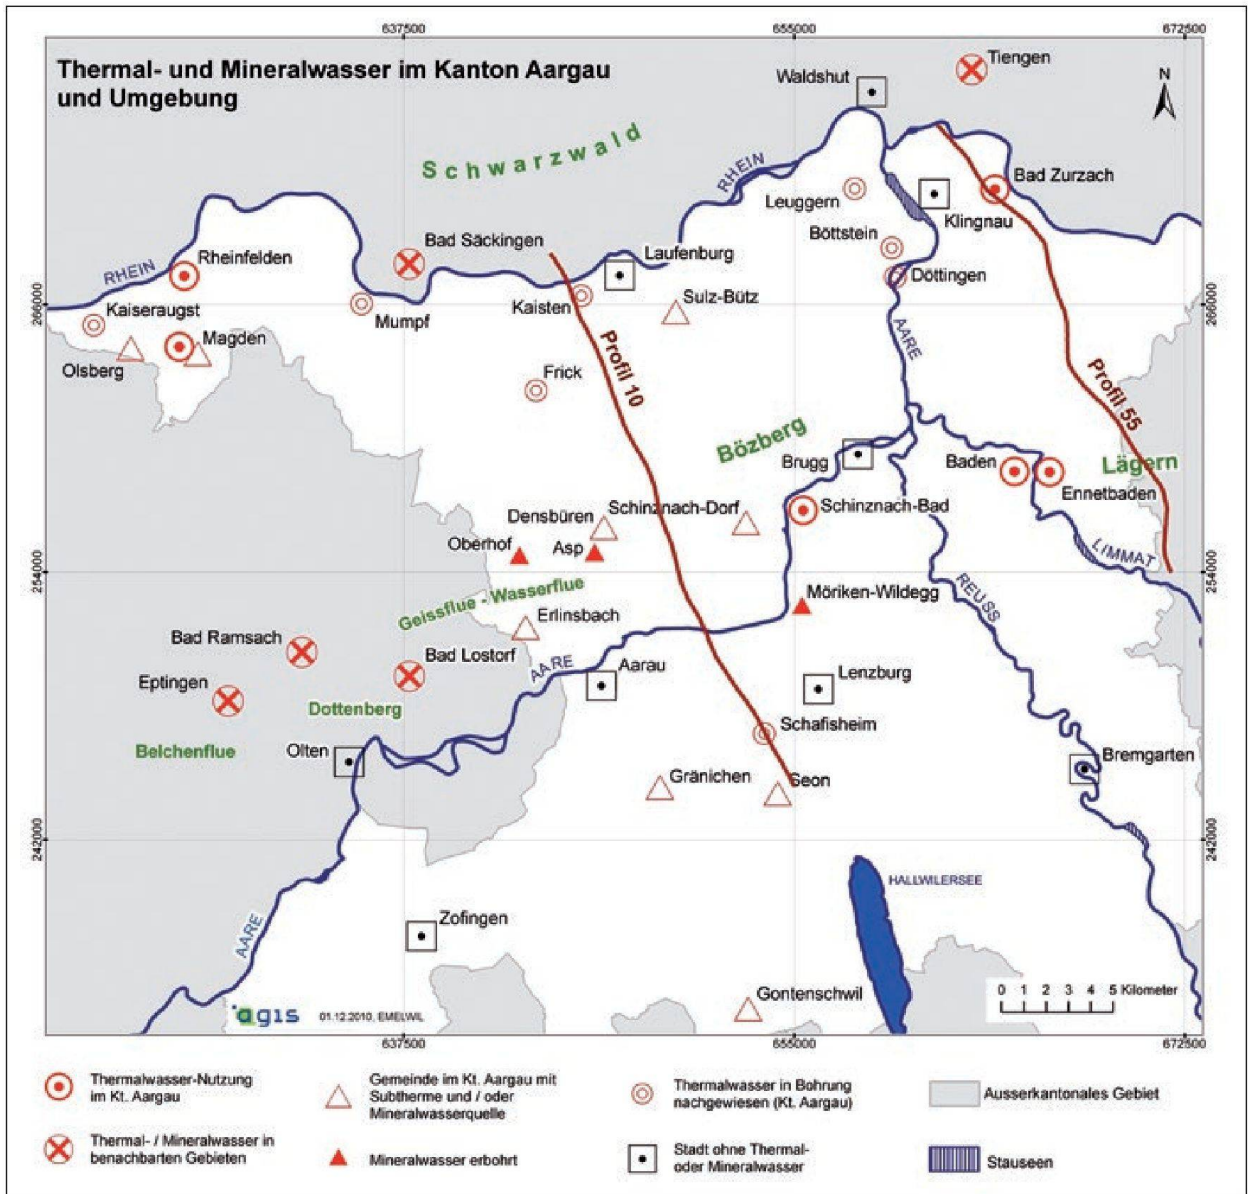 637500
655000
672500
Thermal- und Mineralwasser im Kanton Aargau
und Umgebung
Tiengen
Waldshut
N
Schwarzwald
RHEIN
Bad Zurzach
Leuggern
Klingnau
Bad Säckingen
Böttstein
Laufenburg
Rheinfelden
RHEIN
Döttingen
Sulz-Bütz
Kaisten
Kaiseraugst
Mumpf
266000
266000
Magden
AARE
Olsberg
Frick
Profil 10
Profil 55
Bözberg
Brugg
Baden
Lägern
Ennetbaden
Schinznach-Dorf
Schinznach-Bad
Densbüren
Oberhof
Asp
LIMMAT
254000
254000
Geissflue - Wasserflue
Möriken-Wildegg
REUSS
Erlinsbach
Bad Ramsach
Bad Lostorf
AARE
Aarau
Lenzburg
Eptingen
Dottenberg
Schafisheim
Belchenflue
Olten
Bremgarten
Gränichen
Seon
242000
242000
HALLWILERSEE
Zofingen
AARE
Gontenschwil
0 1 2 3 4 5 Kilometer
agis
01.12.2010, EMELWIL
637500
655000
672500
Thermalwasser-Nutzung
im Kt. Aargau
Gemeinde im Kt. Aargau mit
Subtherme und / oder
Mineralwasserquelle
Thermalwasser in Bohrung
nachgewiesen (Kt. Aargau)
Ausserkantonales Gebiet
Thermal- / Mineralwasser in
benachbarten Gebieten
Mineralwasser erbohrt
Stadt ohne Thermal-
oder Mineralwasser
Stauseen